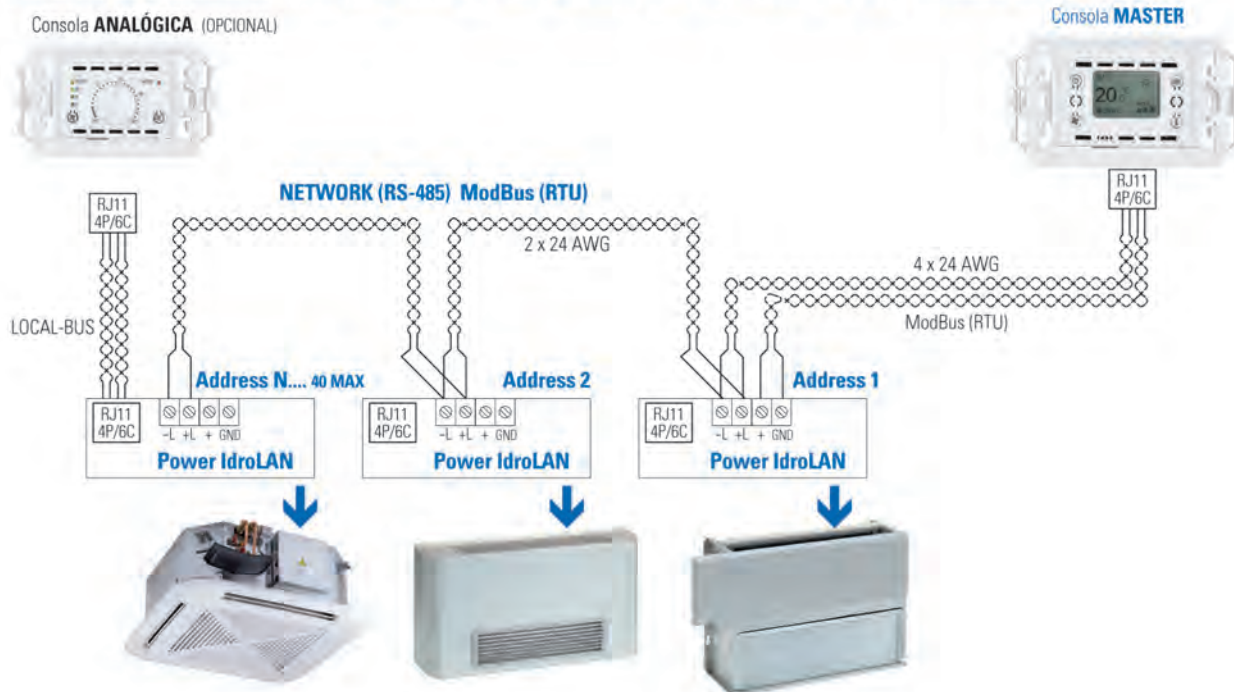 Consola ANALÓGICA (OPCIONAL)
Consola MASTER
20
RJ11
4P/6C
NETWORK (RS-485) ModBus (RTU)
RJ11
4P/6C
2 x 24 AWG
4 x 24 AWG
LOCAL-BUS
ModBus (RTU)
Address N.... 40 MAX
Address 2
Address 1
RJ11
4P/6C
-L +L + GND
Power IdroLAN
RJ11
4P/6C
-L +L + GND
Power IdroLAN
RJ11
4P/6C
-L +L + GND
Power IdroLAN